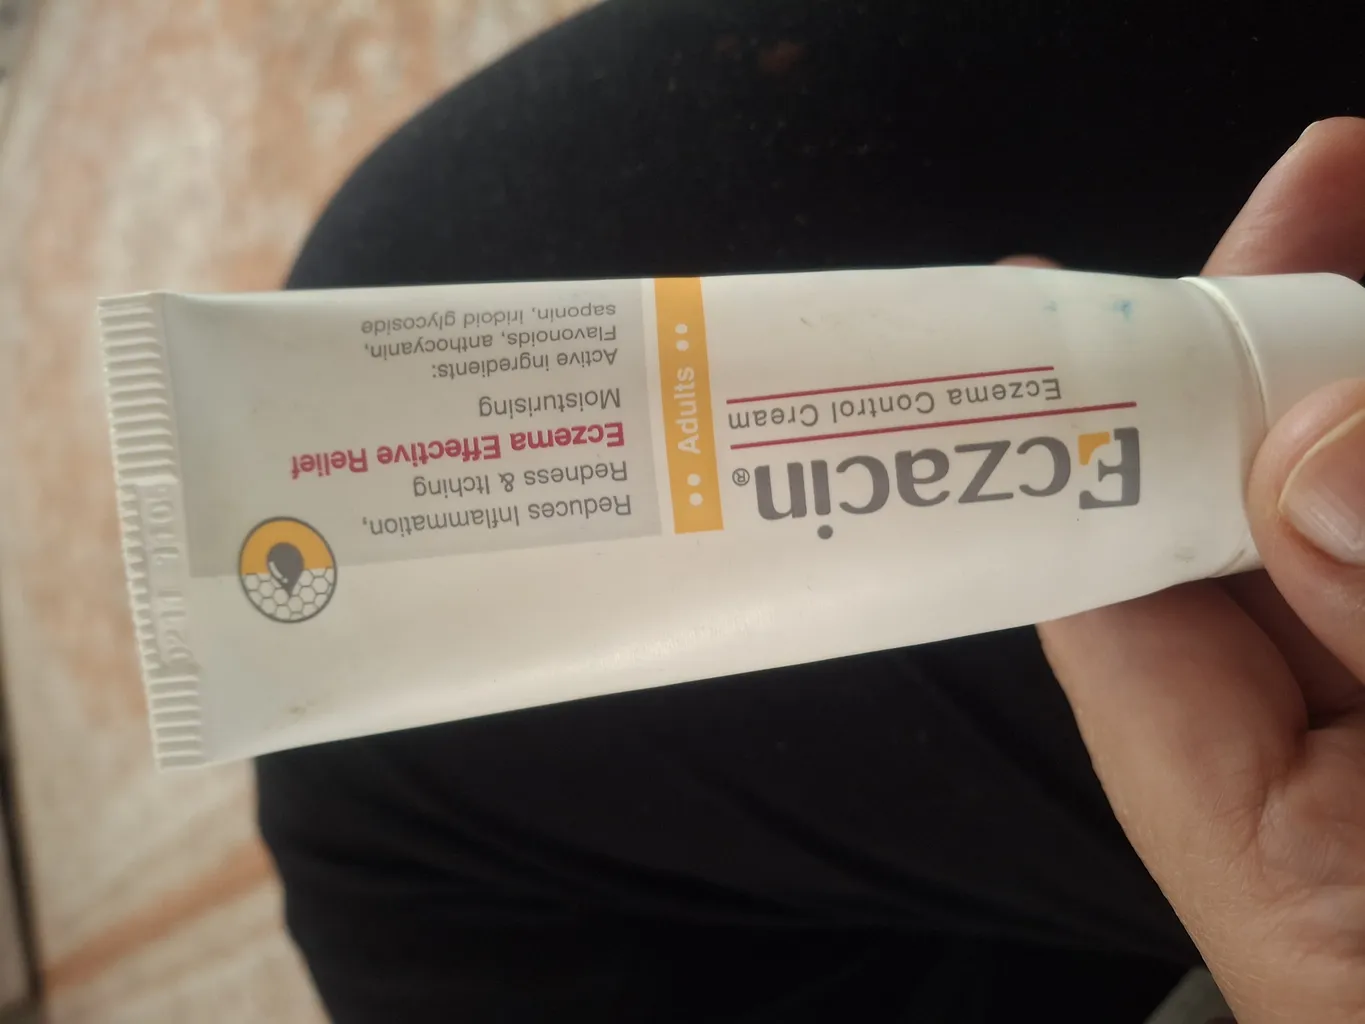 Eczacin®
Eczema Control Cream
•• Adults ••
Reduces Inflammation,
Redness & Itching
Eczema Effective Relief
Moisturising
Active ingredients:
Flavonoids, anthocyanin,
saponin, iridoid glycoside